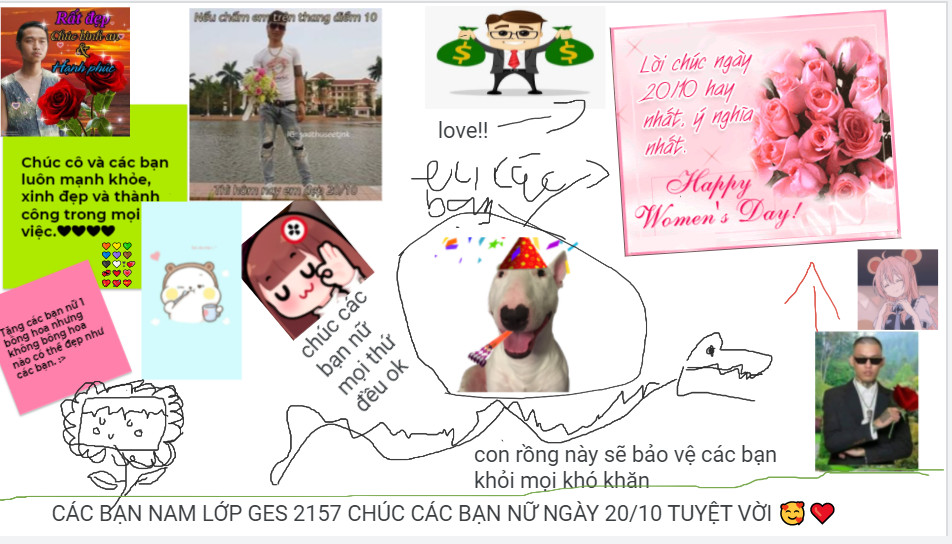 Rất đẹp
Chúc bình an
&
Hạnh phúc
Nếu chấm em trên thang điểm 10
Thì hôm nay em đẹp 20/10
love!!
Lời chúc ngày
20/10 hay
nhất, ý nghĩa
nhất.
Happy
Women's Day!
Chúc cô và các bạn
luôn mạnh khỏe,
xinh đẹp và thành
công trong mọi
việc.🖤🖤🖤🖤
Tặng các bạn nữ 1
bông hoa nhưng
không bông hoa
nào có thể đẹp như
các bạn. :>
chúc các
bạn nữ
mọi thứ
đều ok
con rồng này sẽ bảo vệ các bạn
khỏi mọi khó khăn
CÁC BẠN NAM LỚP GES 2157 CHÚC CÁC BẠN NỮ NGÀY 20/10 TUYỆT VỜI 🥰❤️